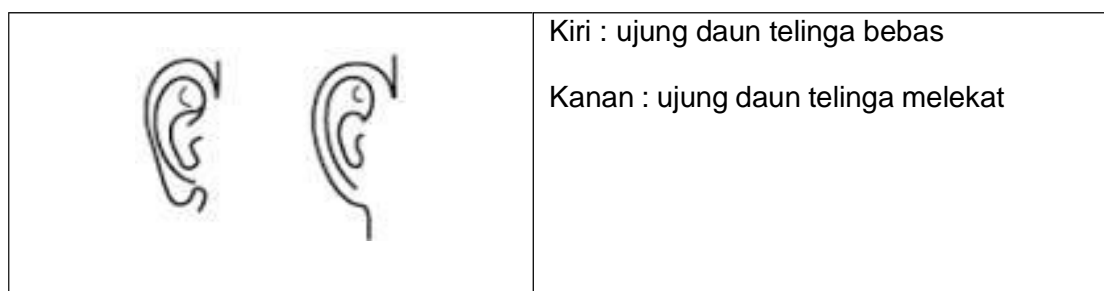 Kiri : ujung daun telinga bebas
Kanan : ujung daun telinga melekat